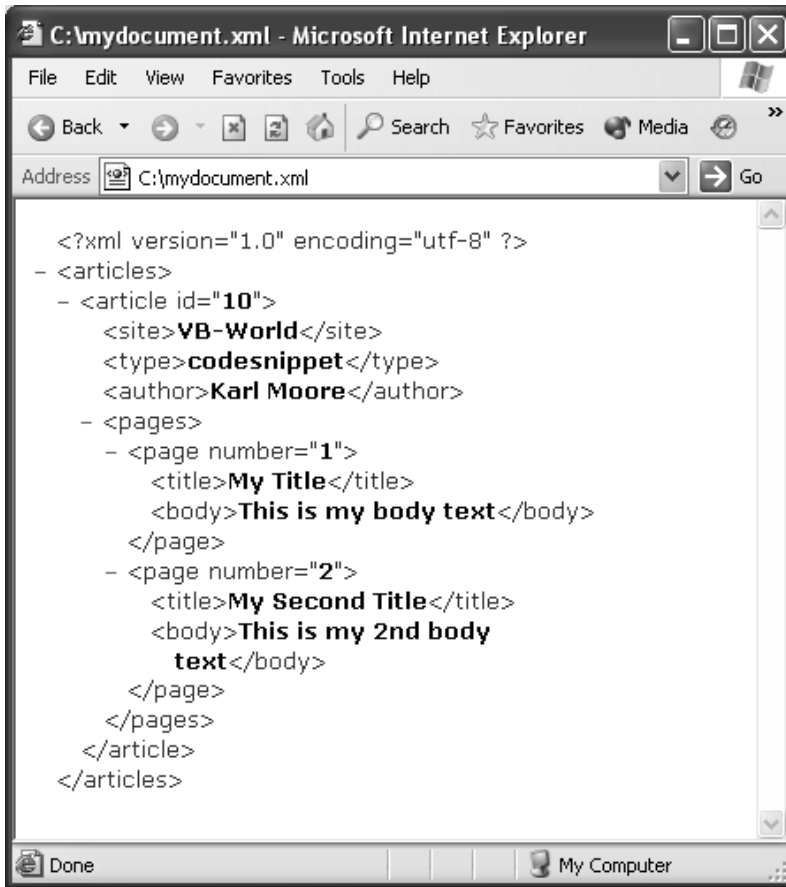 C:\mydocument.xml - Microsoft Internet Explorer
File Edit View Favorites Tools Help
Back Search Favorites Media »
Address C:\mydocument.xml Go
<?xml version="1.0" encoding="utf-8" ?>
– <articles>
– <article id="10">
<site>VB-World</site>
<type>codesnippet</type>
<author>Karl Moore</author>
– <pages>
– <page number="1">
<title>My Title</title>
<body>This is my body text</body>
</page>
– <page number="2">
<title>My Second Title</title>
<body>This is my 2nd body
text</body>
</page>
</pages>
</article>
</articles>
Done My Computer